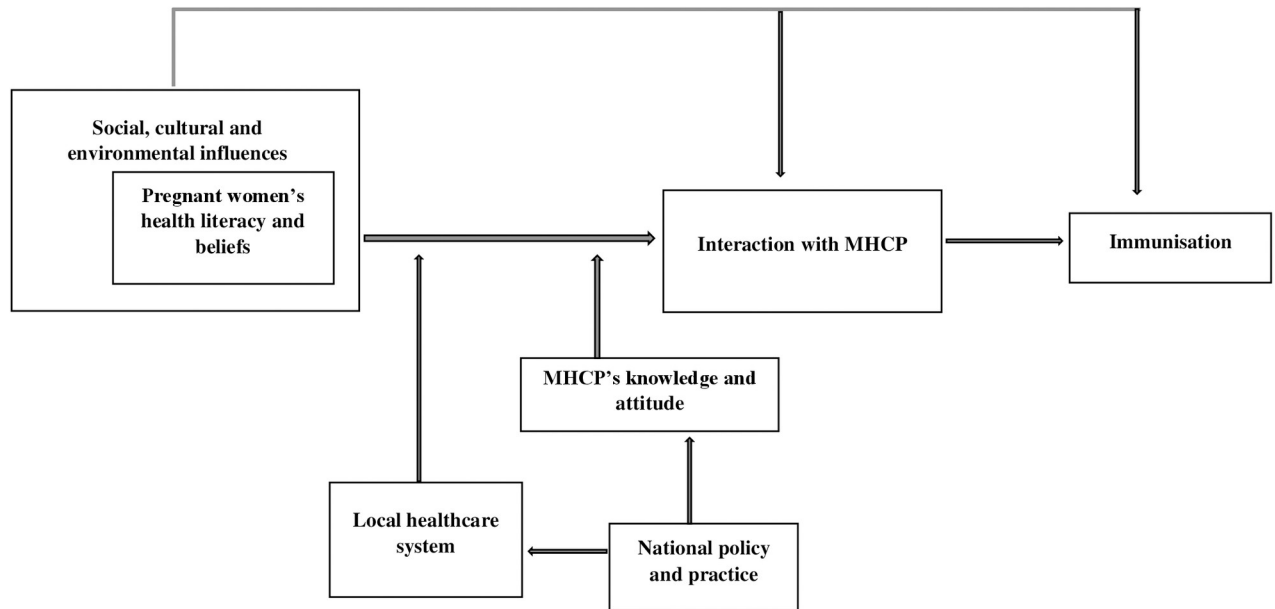 Social, cultural and
environmental influences
Pregnant women’s
health literacy and
beliefs
Interaction with MHCP
Immunisation
MHCP’s knowledge and
attitude
Local healthcare
system
National policy
and practice